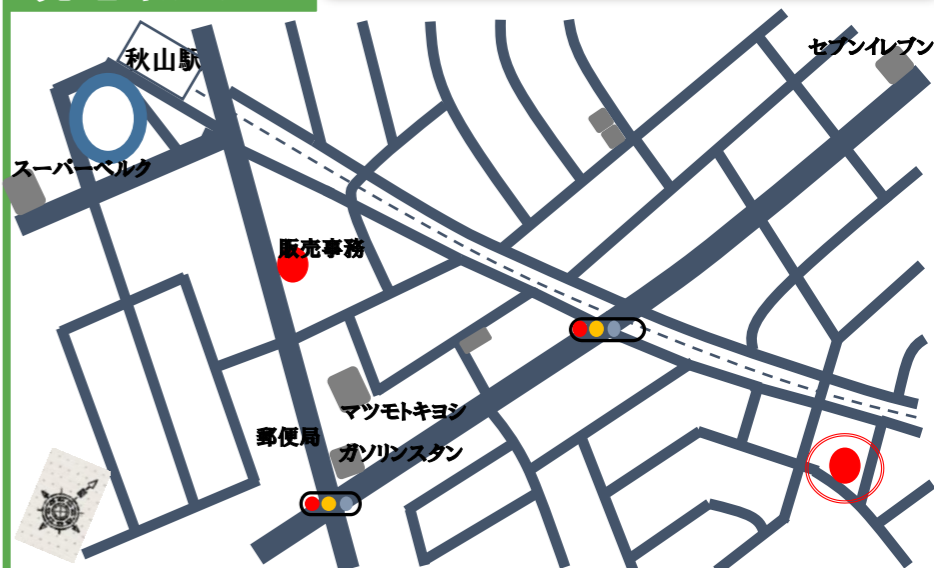 秋山駅
セブンイレブン
スーパーベルク
販売事務
マツモトキヨシ
郵便局
ガソリンスタン